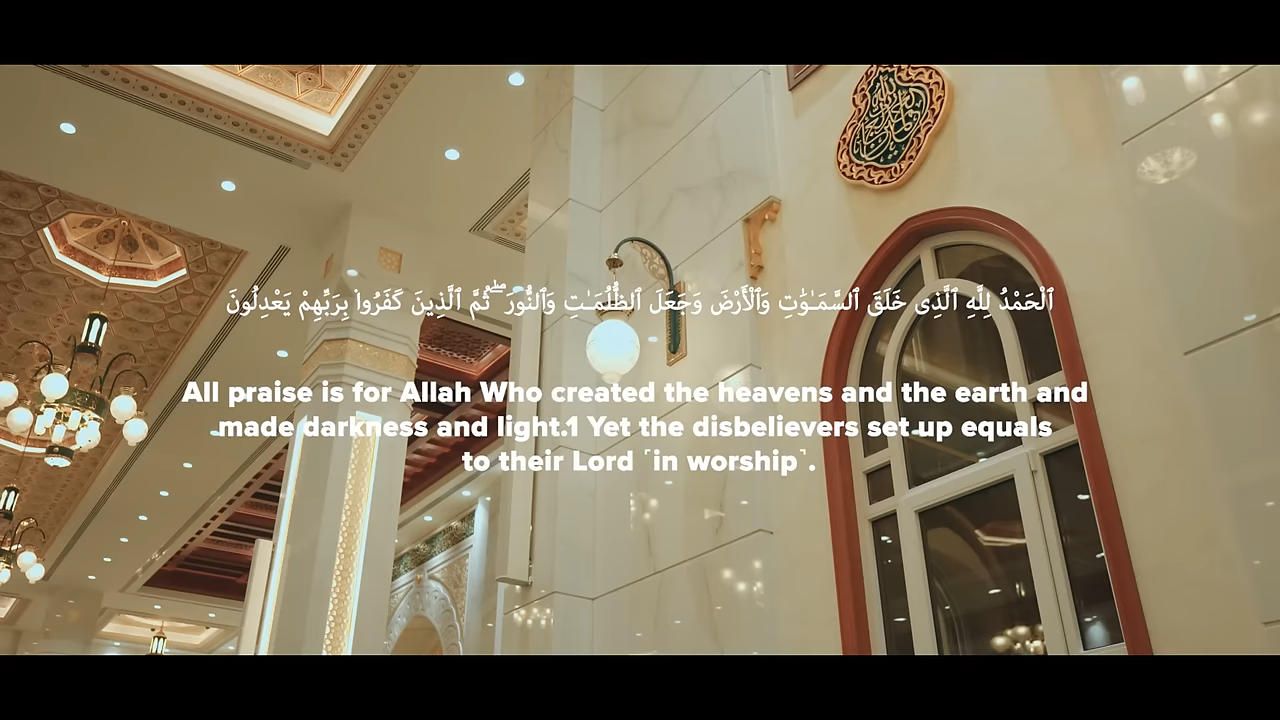 ٱلْحَمْدُ لِلَّهِ ٱلَّذِى خَلَقَ ٱلسَّمَـٰوَٰتِ وَٱلْأَرْضَ وَجَعَلَ ٱلظُّلُمَـٰتِ وَٱلنُّورَ ۖ ثُمَّ ٱلَّذِينَ كَفَرُوا۟ بِرَبِّهِمْ يَعْدِلُونَ
All praise is for Allah Who created the heavens and the earth and
made darkness and light.1 Yet the disbelievers set up equals
to their Lord ˹in worship˺.